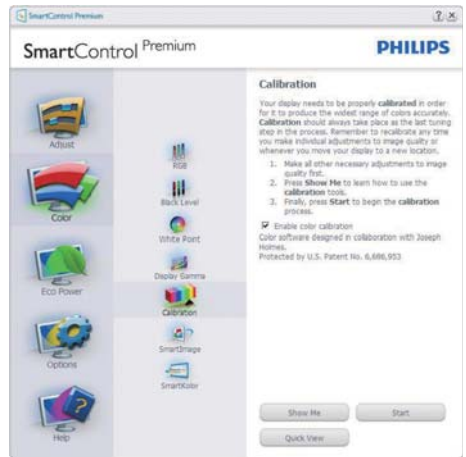 SmartControl Premium
SmartControl Premium
PHILIPS
Adjust
Color
Eco Power
Options
Help
RGB
Black Level
White Point
Display Gamma
Calibration
SmartImage
SmartKolor
Calibration
Your display needs to be properly calibrated in order
for it to produce the widest range of colors accurately.
Calibration should always take place as the last tuning
step in the process. Remember to recalibrate any time
you make individual adjustments to image quality or
whenever you move your display to a new location.
1. Make all other necessary adjustments to image
quality first.
2. Press Show Me to learn how to use the
calibration tools.
3. Finally, press Start to begin the calibration
process.
Enable color calibration
Color software designed in collaboration with Joseph
Holmes.
Protected by U.S. Patent No. 6,686,953
Show Me
Start
Quick View